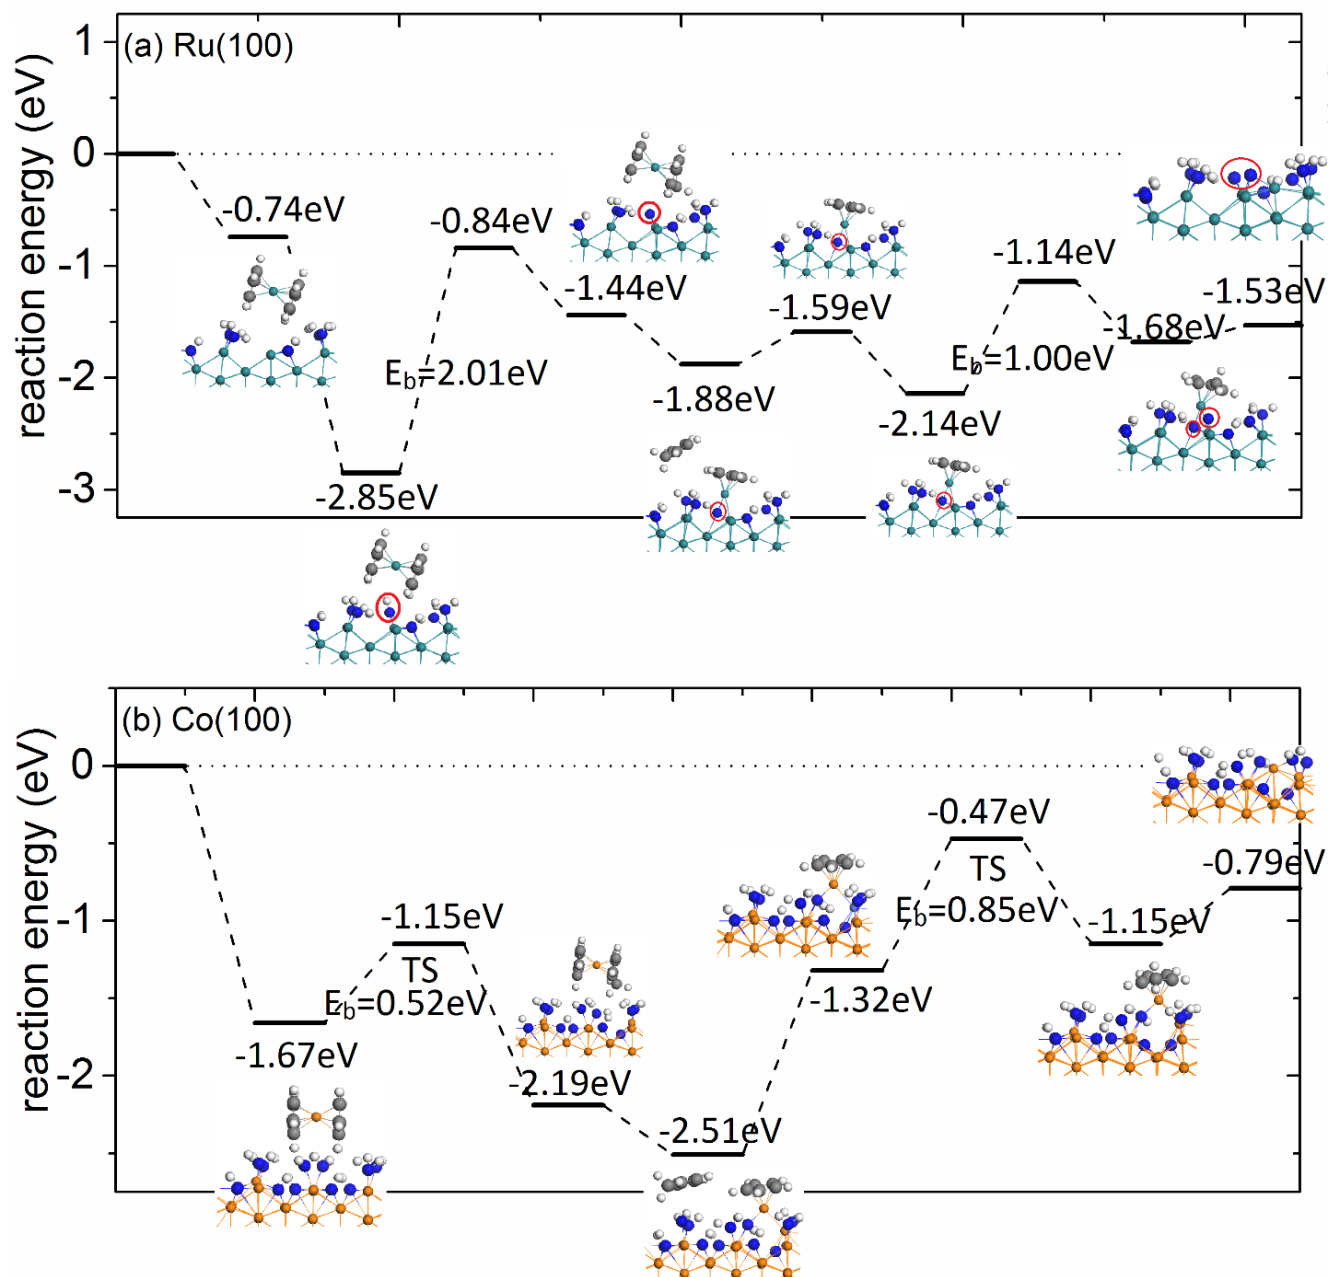 (a) Ru(100)
reaction energy (eV)
1
0
-1
-2
-3
-0.74eV
-2.85eV
-0.84eV
E_b=2.01eV
-1.44eV
-1.88eV
-1.59eV
-2.14eV
-1.14eV
E_b=1.00eV
-1.68eV
-1.53eV
(b) Co(100)
reaction energy (eV)
0
-1
-2
-1.67eV
-1.15eV
TS
E_b=0.52eV
-2.19eV
-2.51eV
-1.32eV
-0.47eV
TS
E_b=0.85eV
-1.15eV
-0.79eV